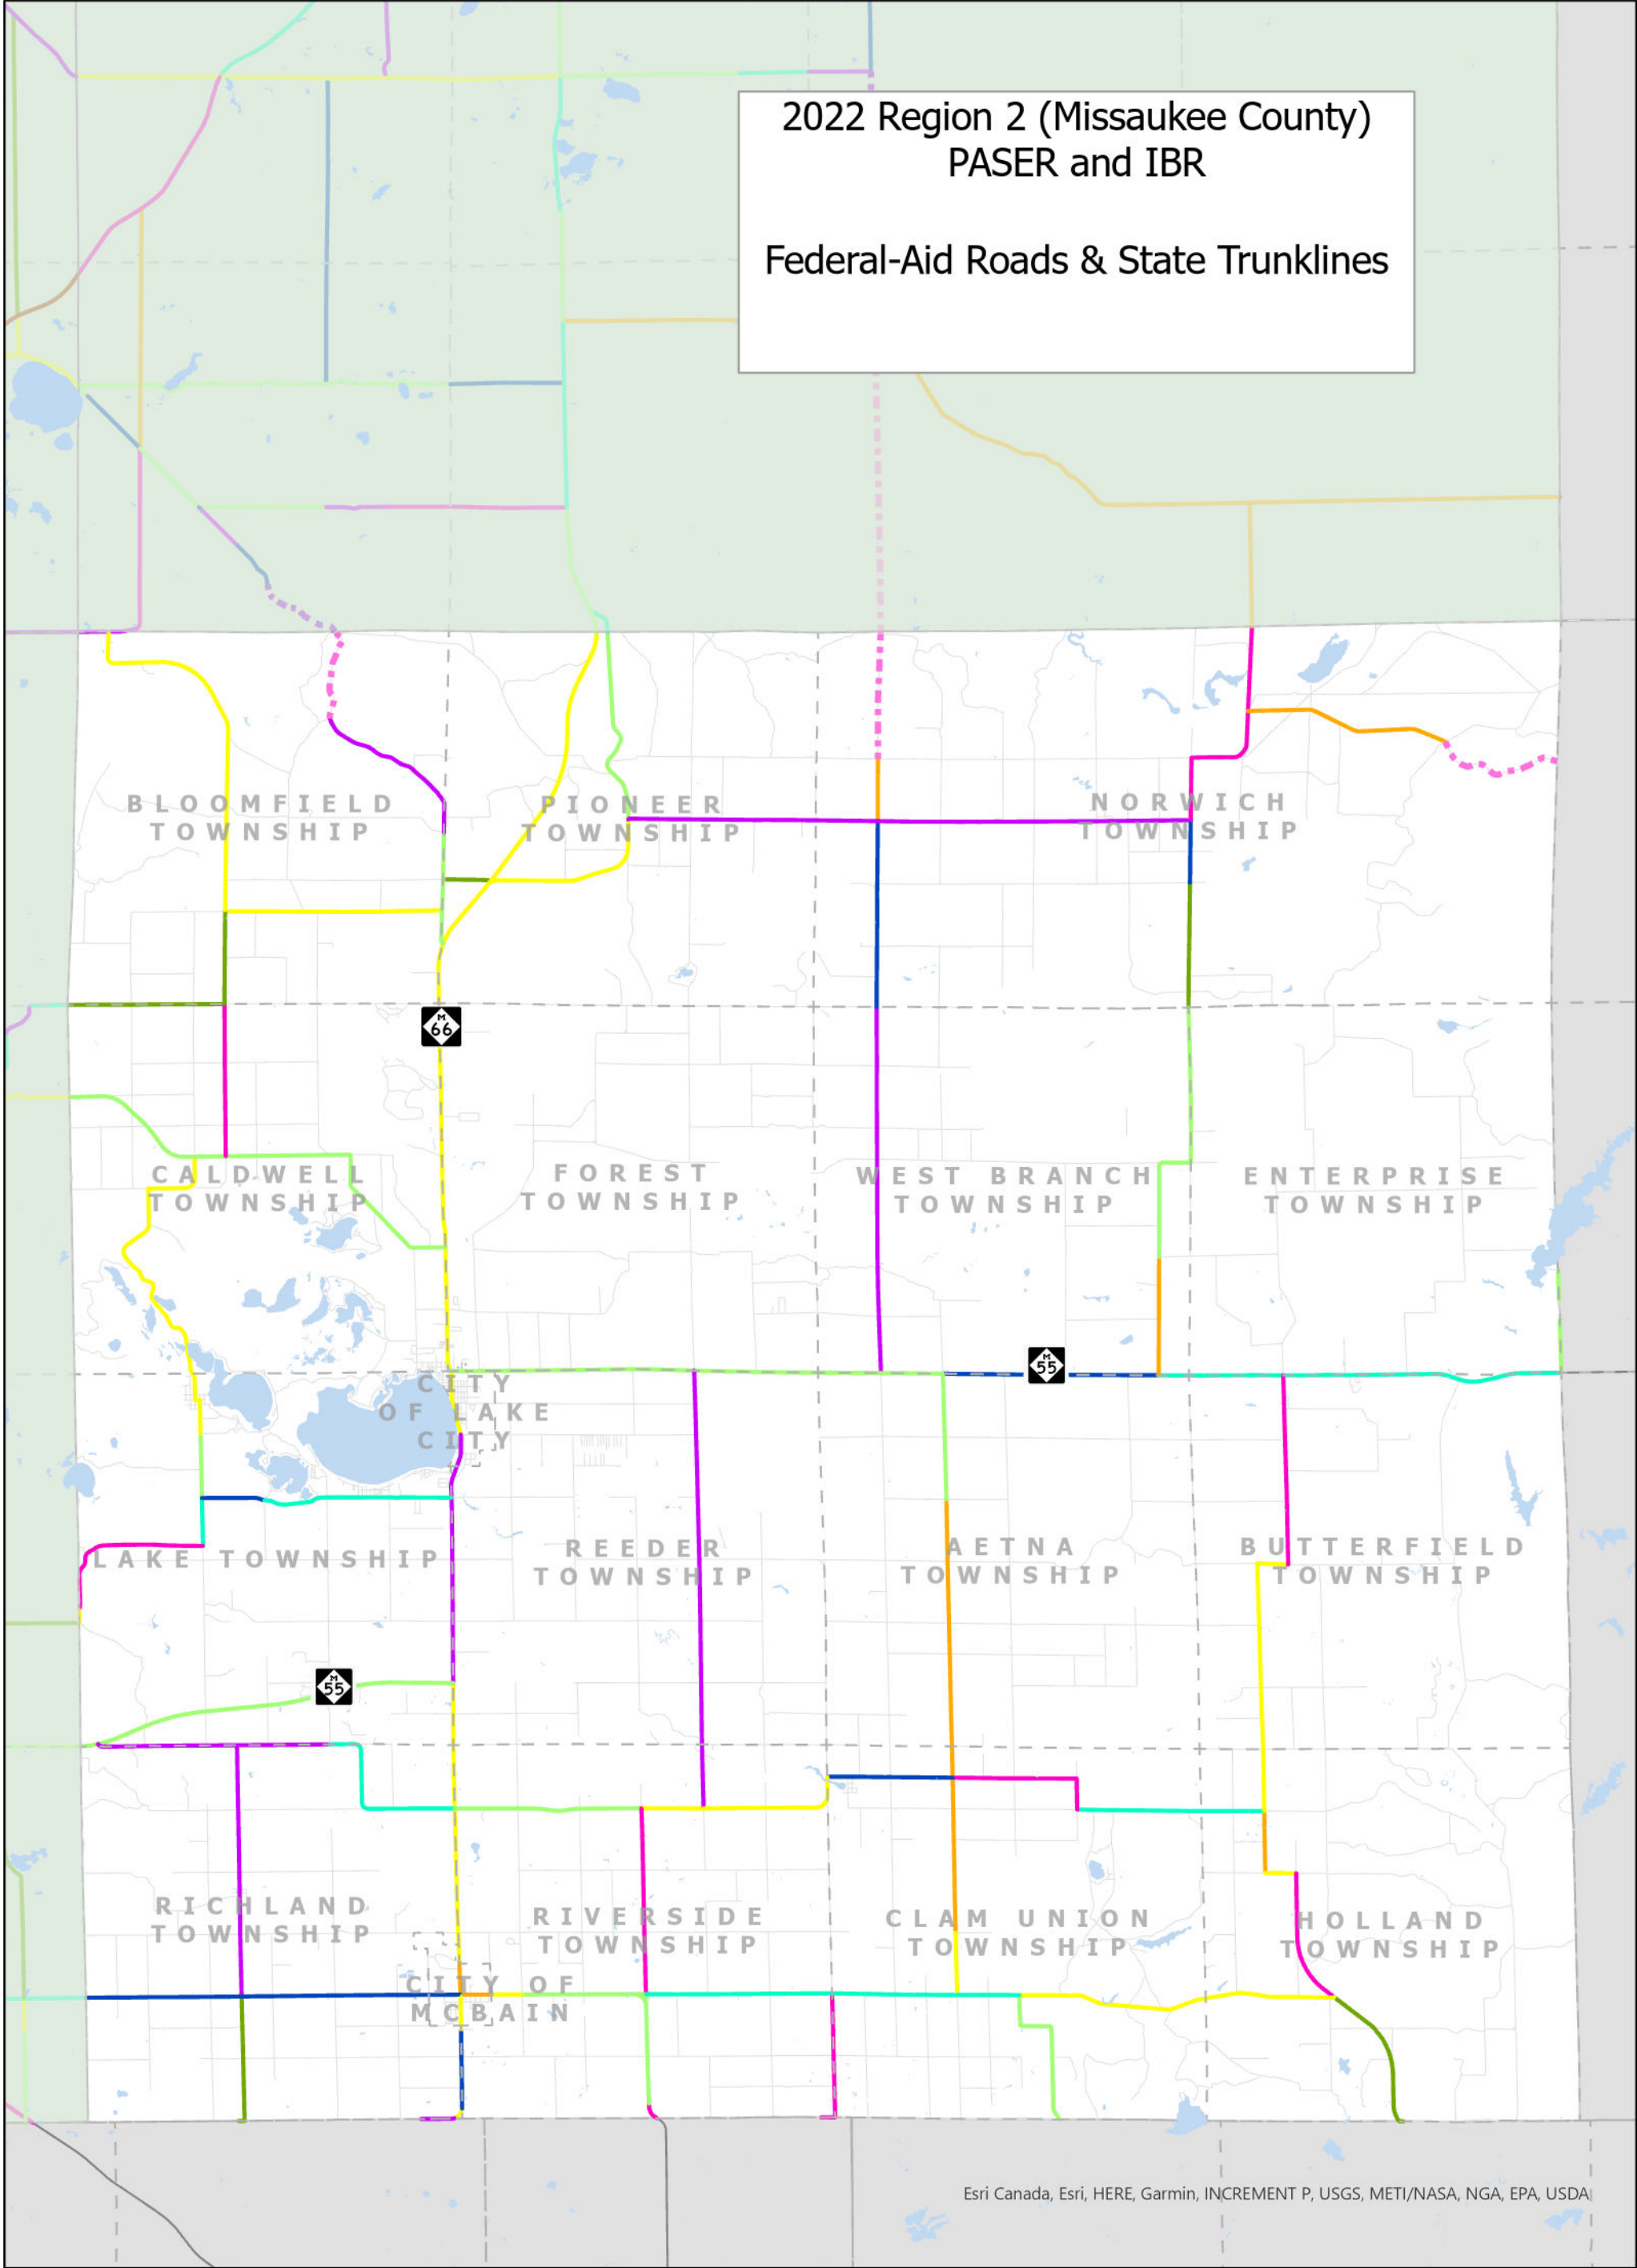 2022 Region 2 (Missaukee County)
PASER and IBR
Federal-Aid Roads & State Trunklines
BLOOMFIELD
TOWNSHIP
PIONEER
TOWNSHIP
NORWICH
TOWNSHIP
M
66
CALDWELL
TOWNSHIP
FOREST
TOWNSHIP
WEST BRANCH
TOWNSHIP
ENTERPRISE
TOWNSHIP
M
55
CITY
OF LAKE
CITY
LAKE TOWNSHIP
REEDER
TOWNSHIP
AETNA
TOWNSHIP
BUTTERFIELD
TOWNSHIP
M
55
RICHLAND
TOWNSHIP
RIVERSIDE
TOWNSHIP
CLAM UNION
TOWNSHIP
HOLLAND
TOWNSHIP
CITY OF
MCBAIN
Esri Canada, Esri, HERE, Garmin, INCREMENT P, USGS, METI/NASA, NGA, EPA, USDA